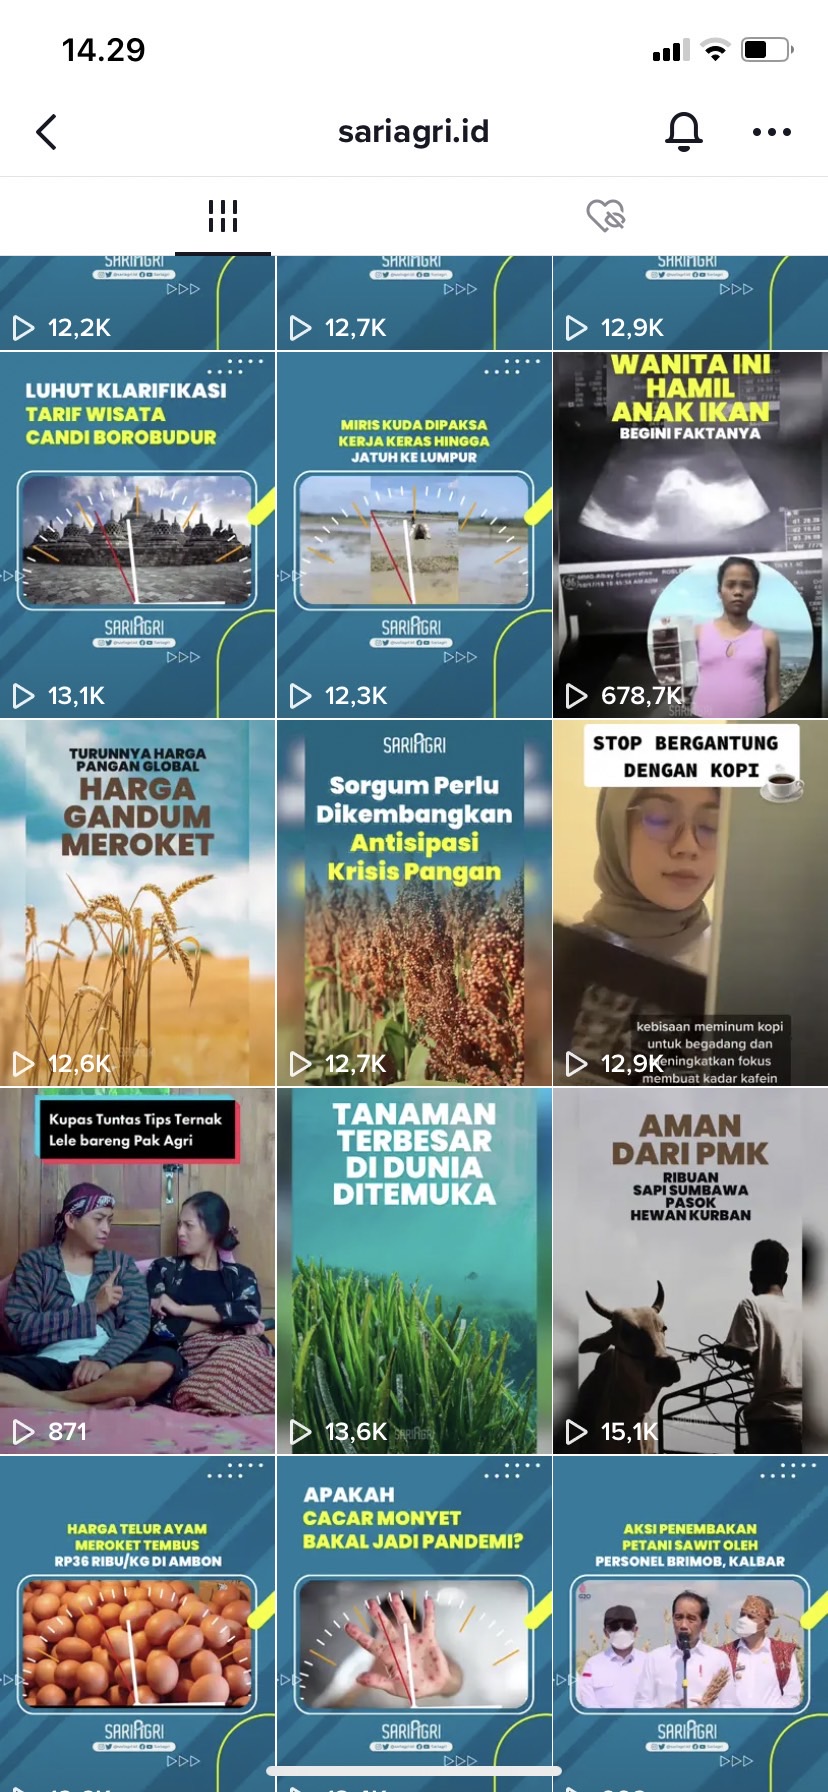 14.29
sariagri.id
SARIAGRI
SARIAGRI
SARIAGRI
12,2K
12,7K
12,9K
LUHUT KLARIFIKASI
TARIF WISATA
CANDI BOROBUDUR
SARIAGRI
13,1K
MIRIS KUDA DIPAKSA
KERJA KERAS HINGGA
JATUH KE LUMPUR
SARIAGRI
12,3K
WANITA INI
HAMIL
ANAK IKAN
BEGINI FAKTANYA
678,7K
TURUNNYA HARGA
PANGAN GLOBAL
HARGA
GANDUM
MEROKET
12,6K
SARIAGRI
Sorgum Perlu
Dikembangkan
Antisipasi
Krisis Pangan
12,7K
STOP BERGANTUNG
DENGAN KOPI
kebisaan meminum kopi
untuk begadang dan
meningkatkan fokus
membuat kadar kafein
12,9K
Kupas Tuntas Tips Ternak
Lele bareng Pak Agri
871
TANAMAN
TERBESAR
DI DUNIA
DITEMUKA
SARIAGRI
13,6K
AMAN
DARI PMK
RIBUAN
SAPI SUMBAWA
PASOK
HEWAN KURBAN
15,1K
HARGA TELUR AYAM
MEROKET TEMBUS
RP36 RIBU/KG DI AMBON
SARIAGRI
APAKAH
CACAR MONYET
BAKAL JADI PANDEMI?
SARIAGRI
AKSI PENEMBAKAN
PETANI SAWIT OLEH
PERSONEL BRIMOB, KALBAR
G20
SARIAGRI